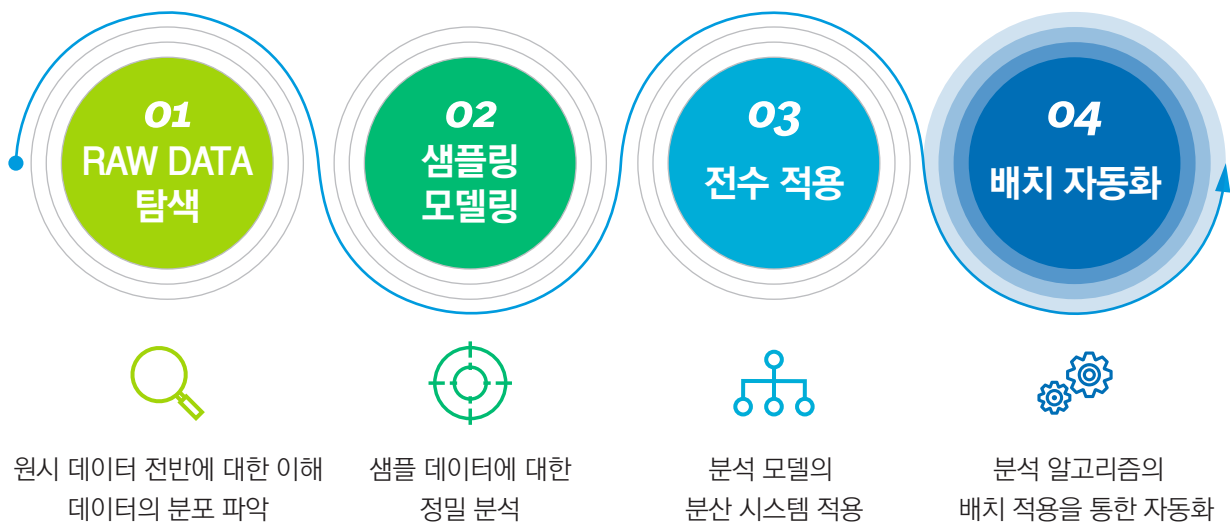 01
RAW DATA
탐색
02
샘플링
모델링
03
전수 적용
04
배치 자동화
원시 데이터 전반에 대한 이해
데이터의 분포 파악
샘플 데이터에 대한
정밀 분석
분석 모델의
분산 시스템 적용
분석 알고리즘의
배치 적용을 통한 자동화